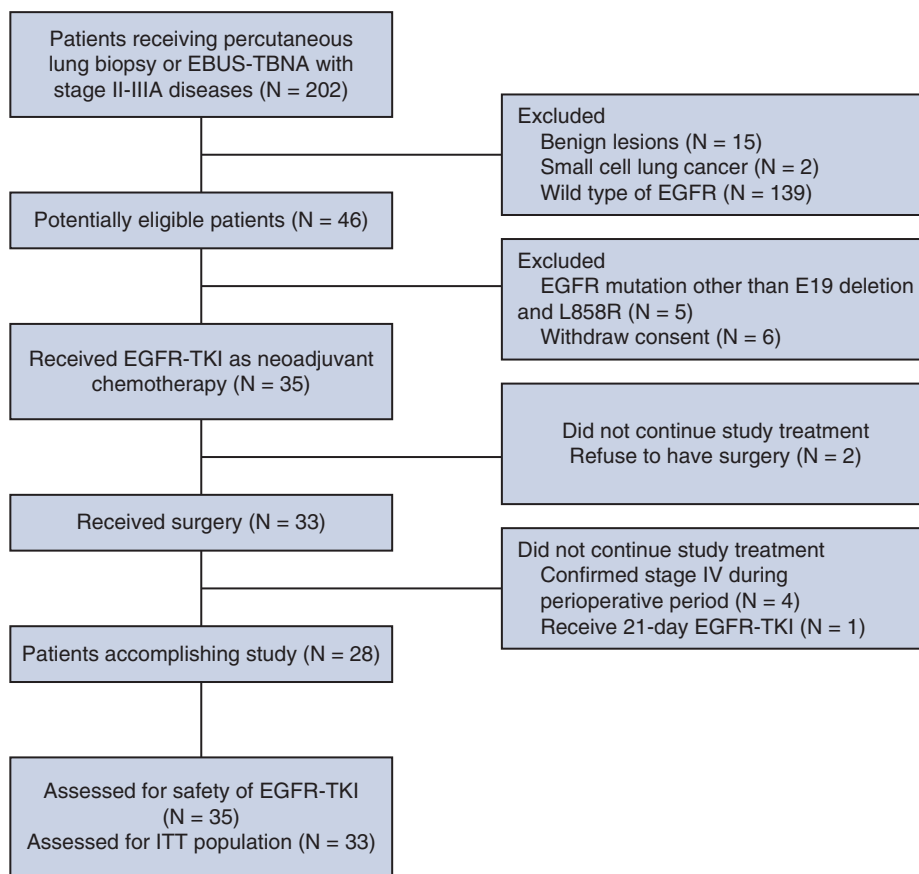 Patients receiving percutaneous
lung biopsy or EBUS-TBNA with
stage II-IIIA diseases (N = 202)
Excluded
Benign lesions (N = 15)
Small cell lung cancer (N = 2)
Wild type of EGFR (N = 139)
Potentially eligible patients (N = 46)
Excluded
EGFR mutation other than E19 deletion
and L858R (N = 5)
Withdraw consent (N = 6)
Received EGFR-TKI as neoadjuvant
chemotherapy (N = 35)
Did not continue study treatment
Refuse to have surgery (N = 2)
Received surgery (N = 33)
Did not continue study treatment
Confirmed stage IV during
perioperative period (N = 4)
Receive 21-day EGFR-TKI (N = 1)
Patients accomplishing study (N = 28)
Assessed for safety of EGFR-TKI
(N = 35)
Assessed for ITT population (N = 33)